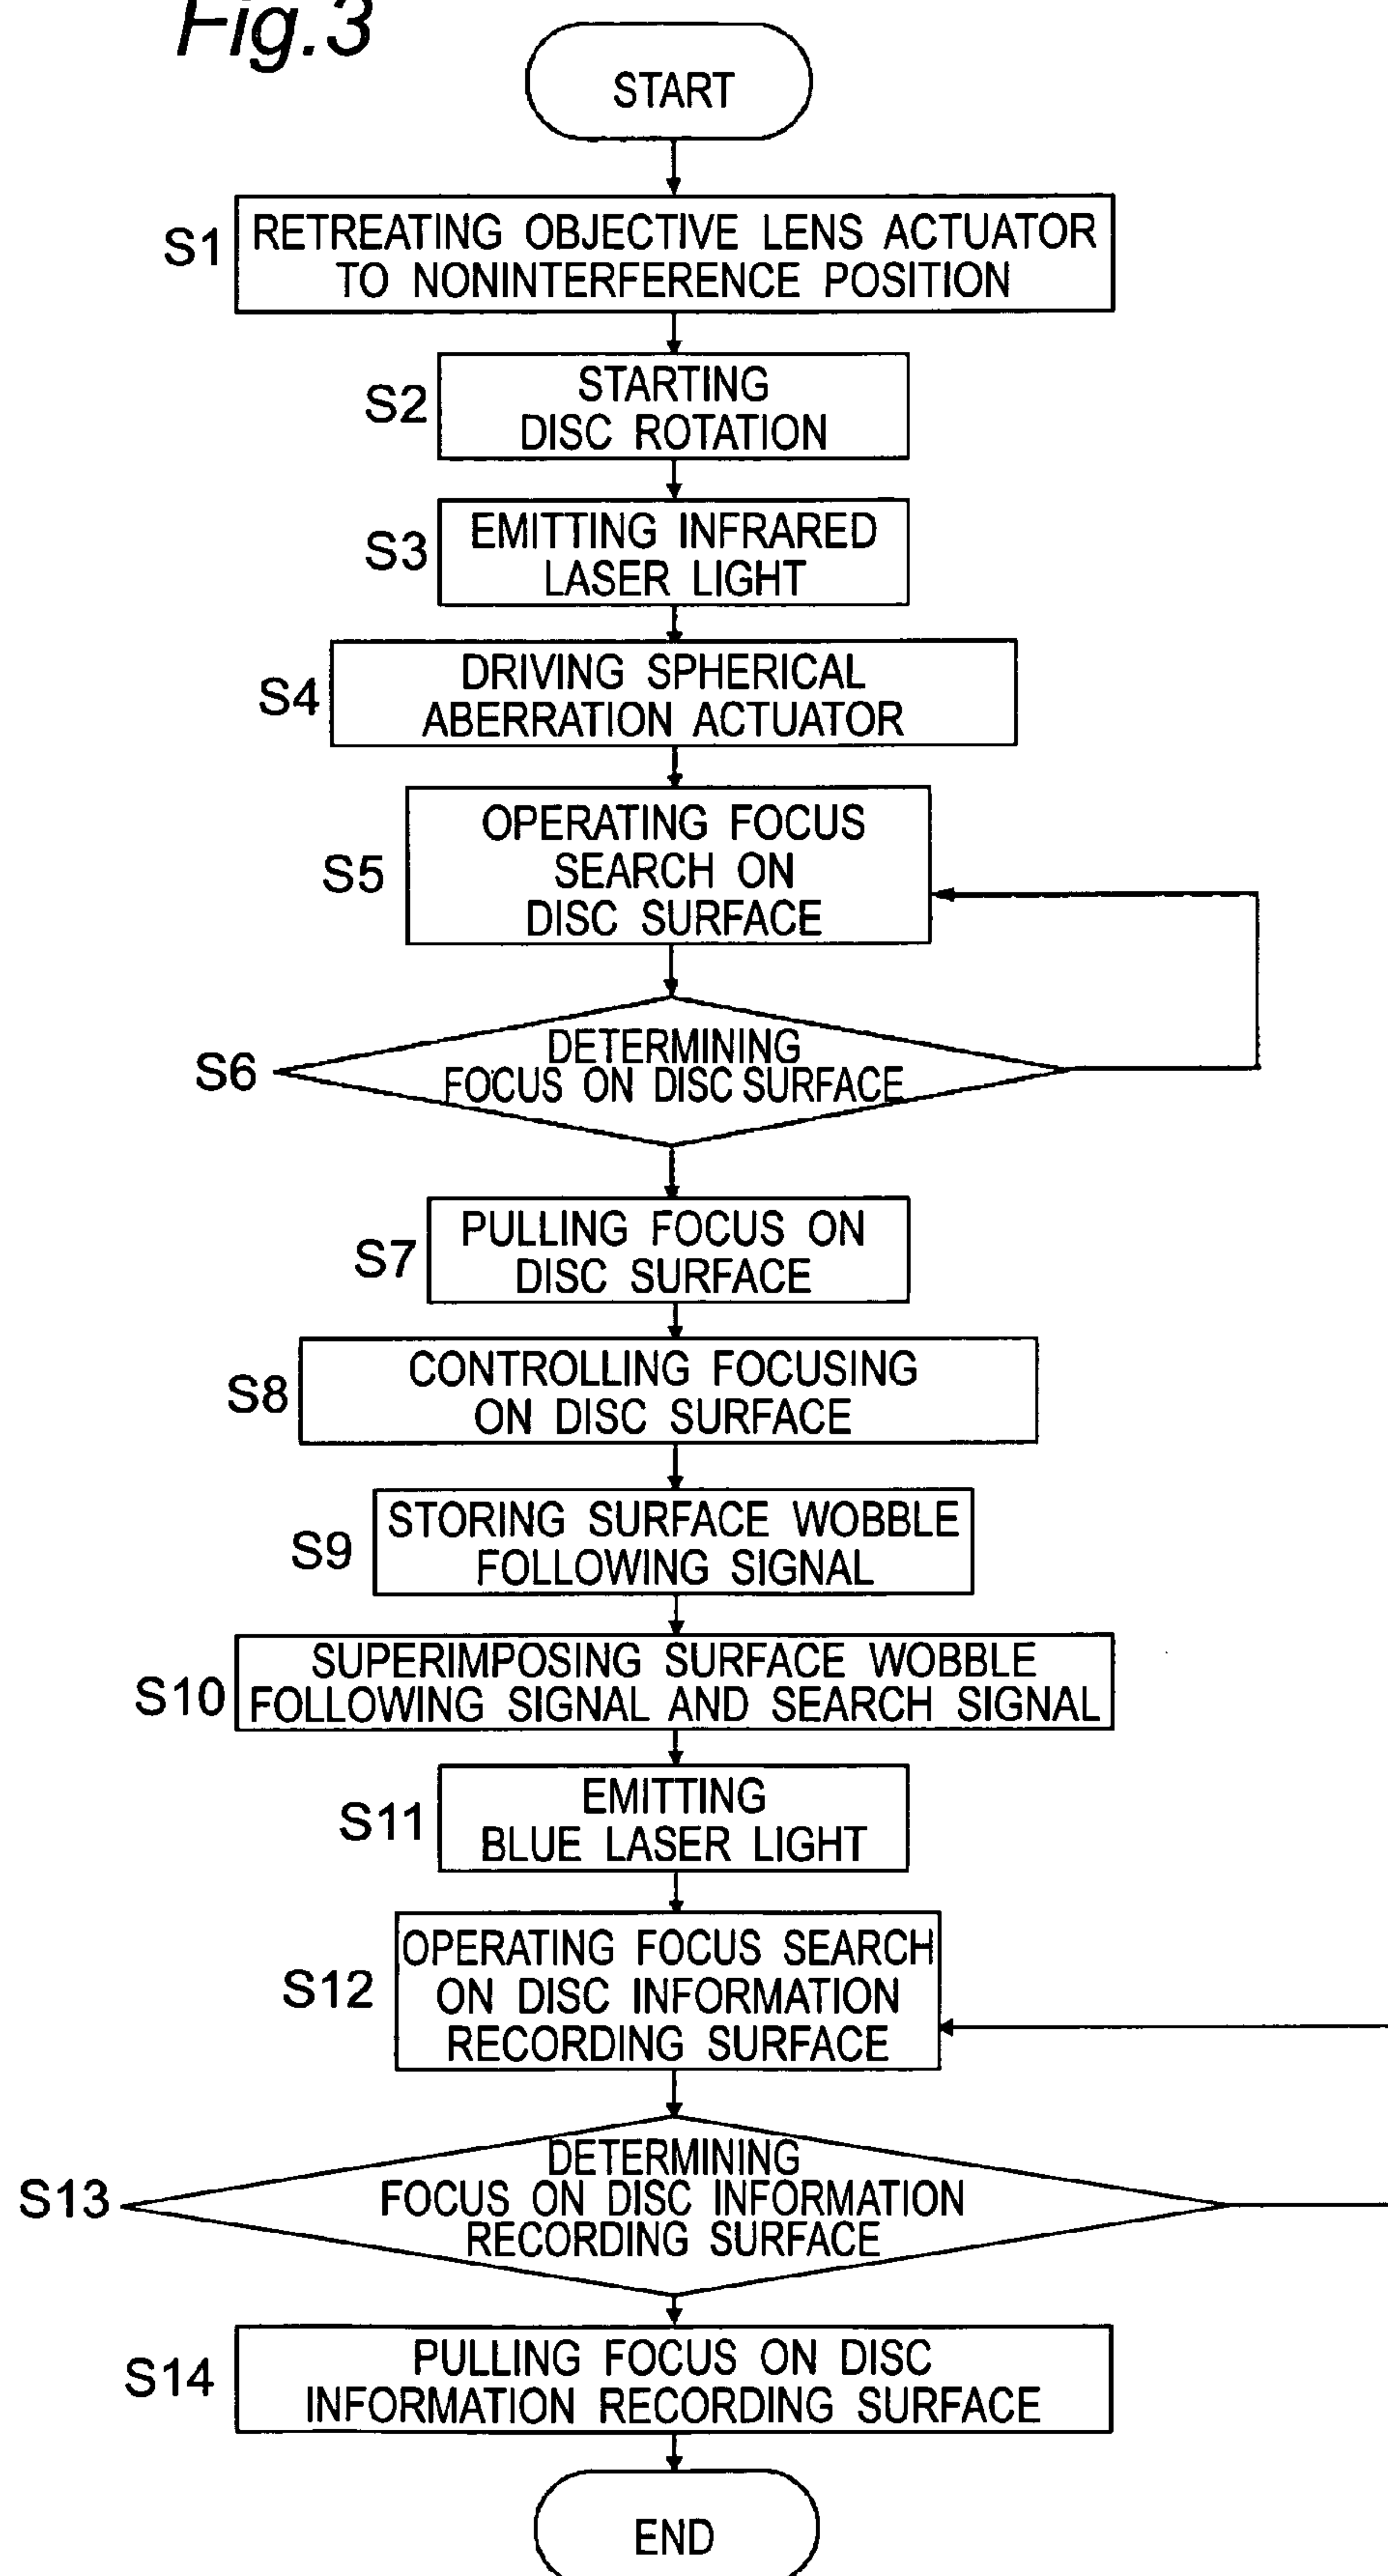 Fig.3
START
S1
RETREATING OBJECTIVE LENS ACTUATOR
TO NONINTERFERENCE POSITION
S2
STARTING
DISC ROTATION
S3
EMITTING INFRARED
LASER LIGHT
S4
DRIVING SPHERICAL
ABERRATION ACTUATOR
S5
OPERATING FOCUS
SEARCH ON
DISC SURFACE
S6
DETERMINING
FOCUS ON DISC SURFACE
S7
PULLING FOCUS ON
DISC SURFACE
S8
CONTROLLING FOCUSING
ON DISC SURFACE
S9
STORING SURFACE WOBBLE
FOLLOWING SIGNAL
S10
SUPERIMPOSING SURFACE WOBBLE
FOLLOWING SIGNAL AND SEARCH SIGNAL
S11
EMITTING
BLUE LASER LIGHT
S12
OPERATING FOCUS SEARCH
ON DISC INFORMATION
RECORDING SURFACE
S13
DETERMINING
FOCUS ON DISC INFORMATION
RECORDING SURFACE
S14
PULLING FOCUS ON DISC
INFORMATION RECORDING SURFACE
END